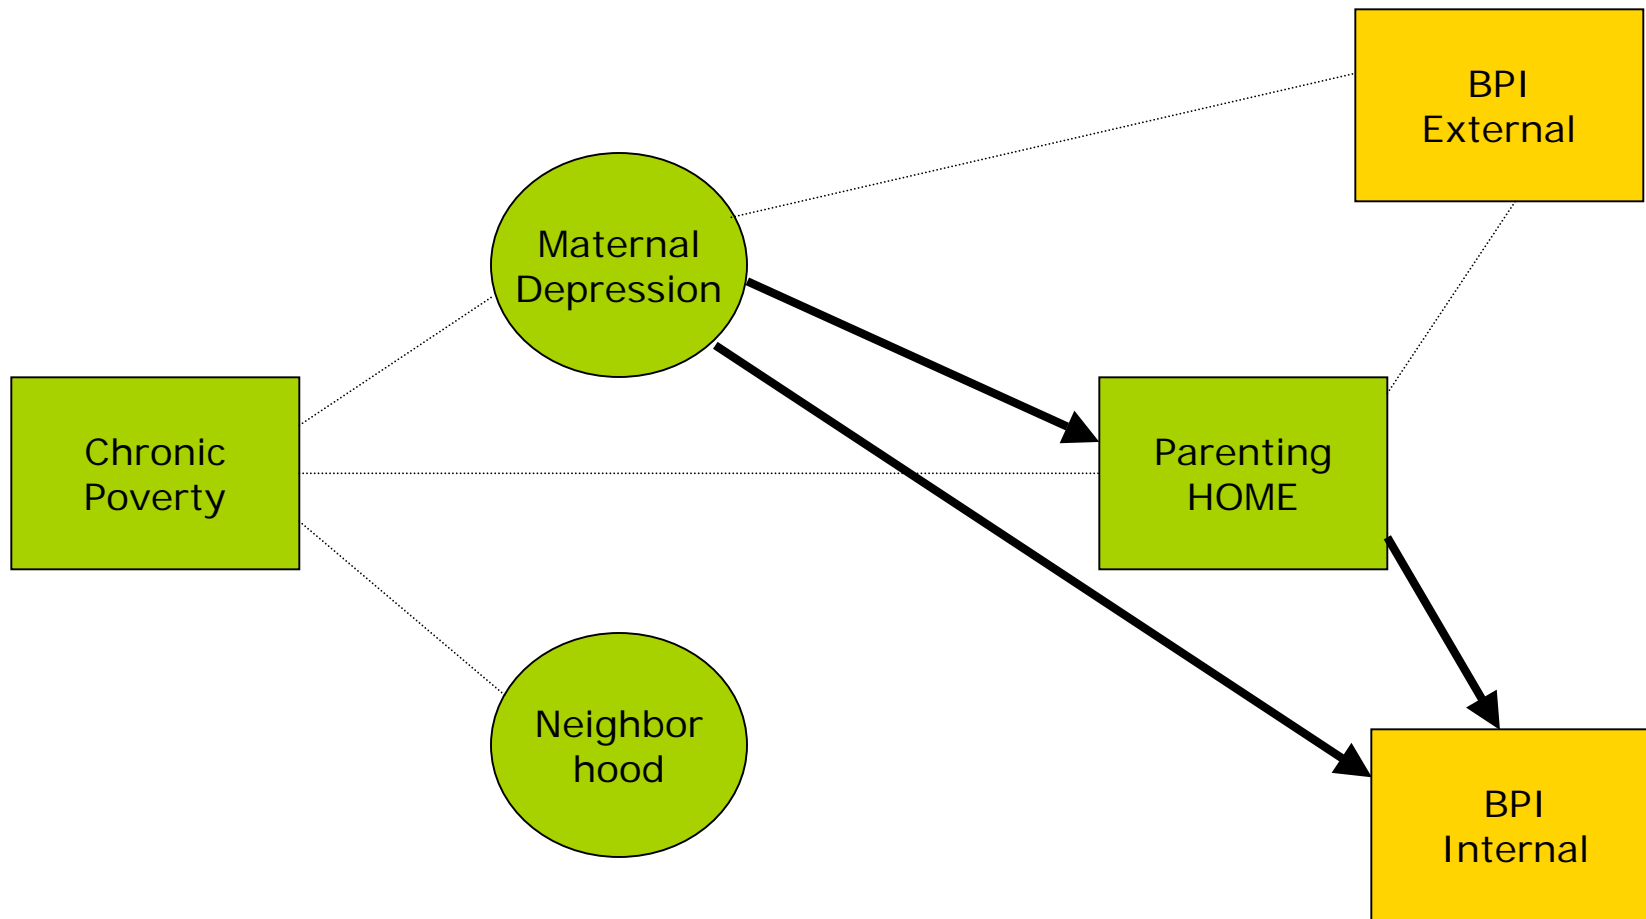 BPI
External
Maternal
Depression
Chronic
Poverty
Parenting
HOME
Neighbor
hood
BPI
Internal